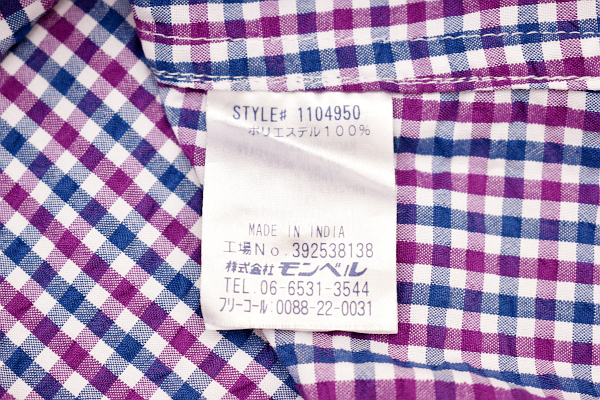 STYLE# 1104950
ポリエステル100%
MADE IN INDIA
工場No.392538138
株式会社モンベル
TEL.06-6531-3544
フリーコール:0088-22-0031